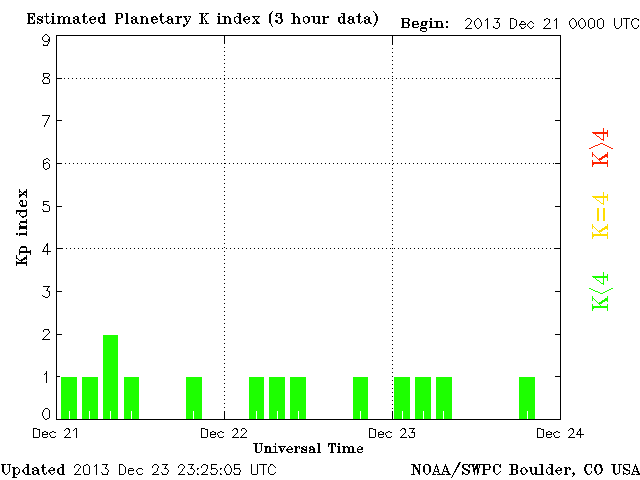 Estimated Planetary K index (3 hour data) Begin: 2013 Dec 21 0000 UTC
9
8
7
6
5
4
3
2
1
0
Kp index
K>4
K=4
K<4
Dec 21 Dec 22 Dec 23 Dec 24
Universal Time
Updated 2013 Dec 23 23:25:05 UTC NOAA/SWPC Boulder, CO USA